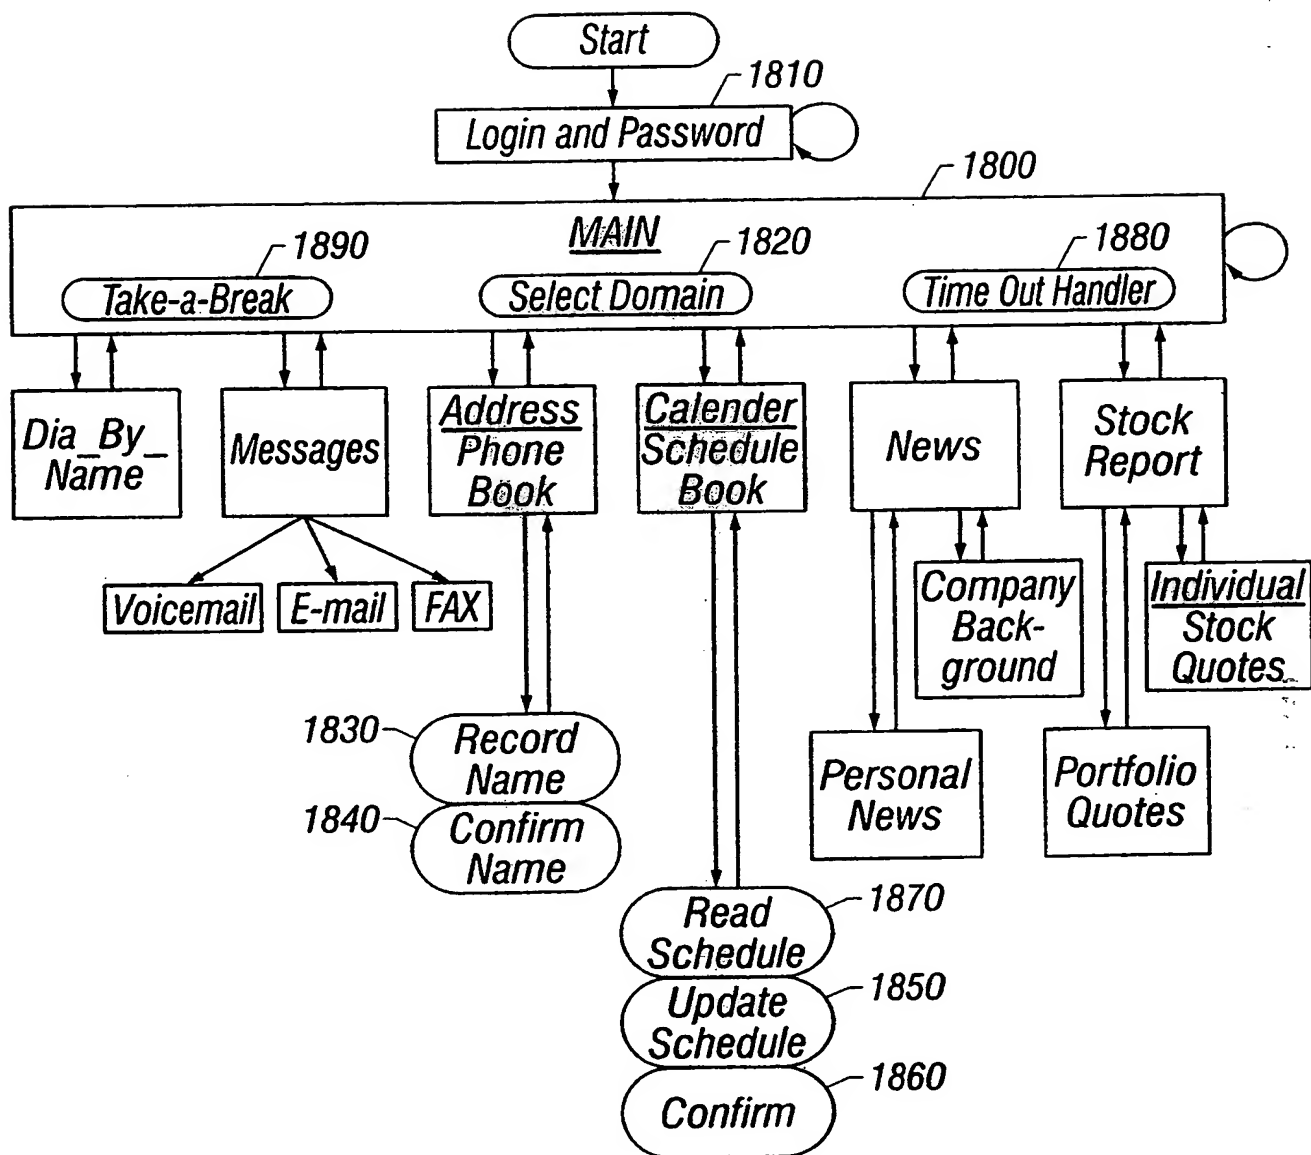 Start
1810
Login and Password
1800
MAIN
1890
1820
1880
Take-a-Break
Select Domain
Time Out Handler
Dia_By_
Name
Messages
Address
Phone
Book
Calender
Schedule
Book
News
Stock
Report
Voicemail
E-mail
FAX
Company
Back-
ground
Individual
Stock
Quotes
1830
Record
Name
1840
Confirm
Name
Personal
News
Portfolio
Quotes
1870
Read
Schedule
1850
Update
Schedule
1860
Confirm